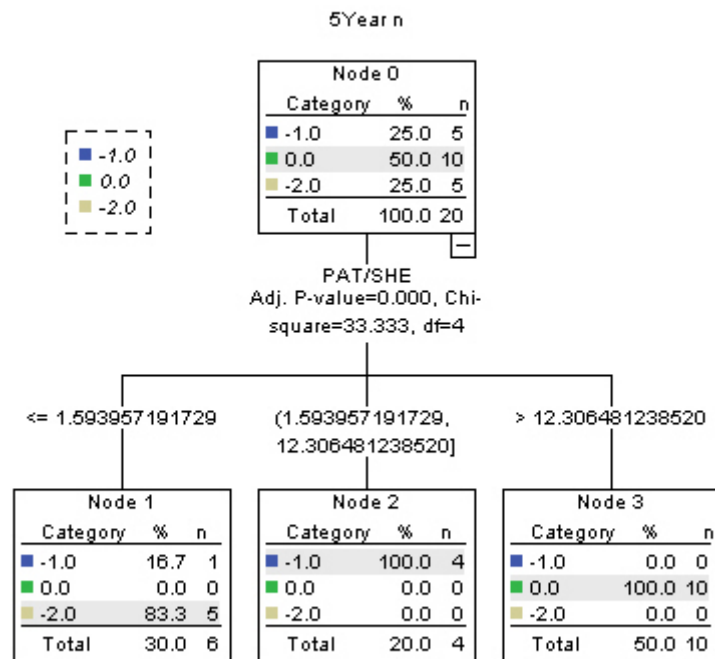 5Year n
Node 0
Category % n
-1.0 25.0 5
0.0 50.0 10
-2.0 25.0 5
Total 100.0 20
-1.0
0.0
-2.0
PAT/SHE
Adj. P-value=0.000, Chi-
square=33.333, df=4
<= 1.593957191729
(1.593957191729,
12.306481238520]
> 12.306481238520
Node 1
Category % n
-1.0 16.7 1
0.0 0.0 0
-2.0 83.3 5
Total 30.0 6
Node 2
Category % n
-1.0 100.0 4
0.0 0.0 0
-2.0 0.0 0
Total 20.0 4
Node 3
Category % n
-1.0 0.0 0
0.0 100.0 10
-2.0 0.0 0
Total 50.0 10